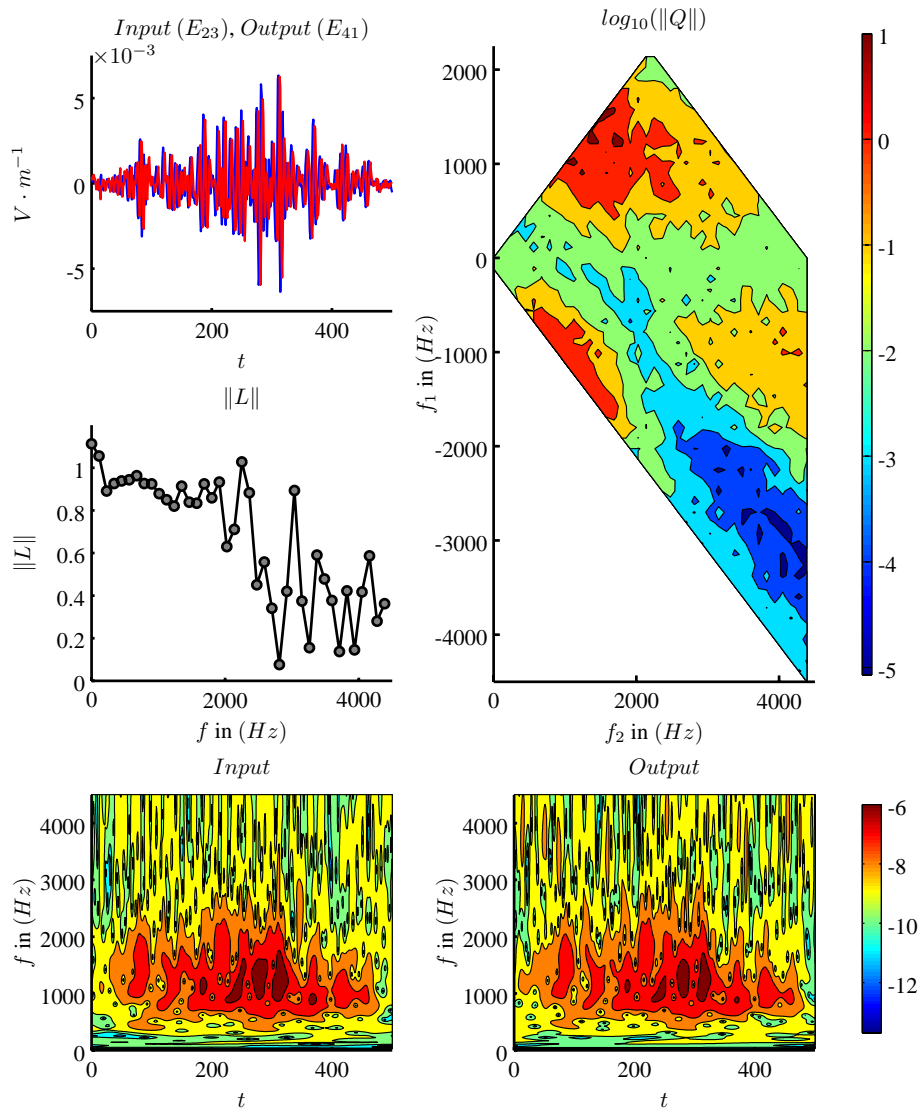 Input (E₂₃), Output (E₄₁)
×10⁻³
5
0
-5
V · m⁻¹
0 200 400
t
‖L‖
1
0.8
0.6
0.4
0.2
0
‖L‖
0 2000 4000
f in (Hz)
log₁₀(‖Q‖)
2000
1000
0
-1000
-2000
-3000
-4000
f₁ in (Hz)
0 2000 4000
f₂ in (Hz)
1
0
-1
-2
-3
-4
-5
Input
4000
3000
2000
1000
0
f in (Hz)
0 200 400
t
Output
4000
3000
2000
1000
0
f in (Hz)
0 200 400
t
-6
-8
-10
-12